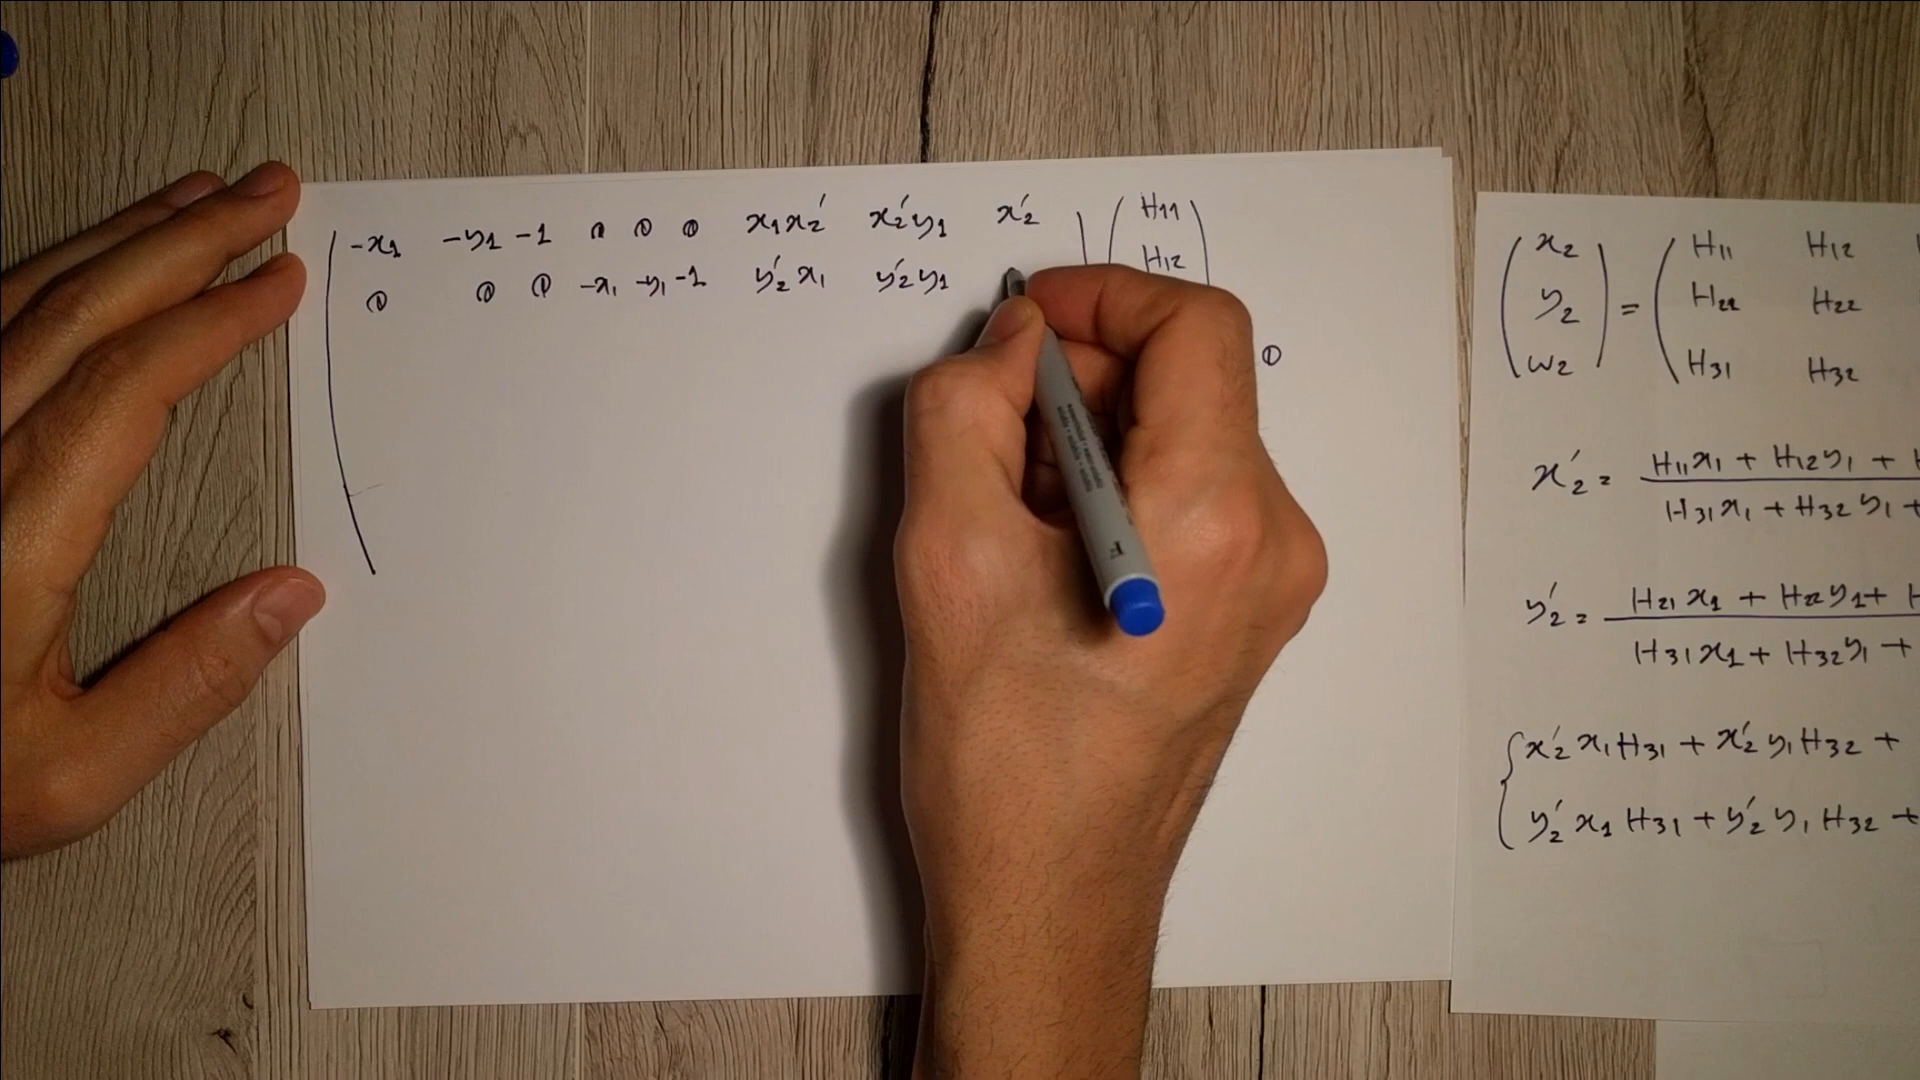 -x₁ -y₁ -1 0 0 0 x₁x₂′ x₂′y₁ x₂′ H11
0 0 0 -x₁ -y₁ -1 y₂′x₁ y₂′y₁ H12
0
x₂ H₁₁ H₁₂
y₂ = H₂₂ H₂₂
w₂ H₃₁ H₃₂
x₂′ = H₁₁x₁ + H₁₂y₁ +
H₃₁x₁ + H₃₂y₁ +
y₂′ = H₂₁x₁ + H₂₂y₁ +
H₃₁x₁ + H₃₂y₁ +
x₂′x₁H₃₁ + x₂′y₁H₃₂ +
y₂′x₁H₃₁ + y₂′y₁H₃₂ +
F